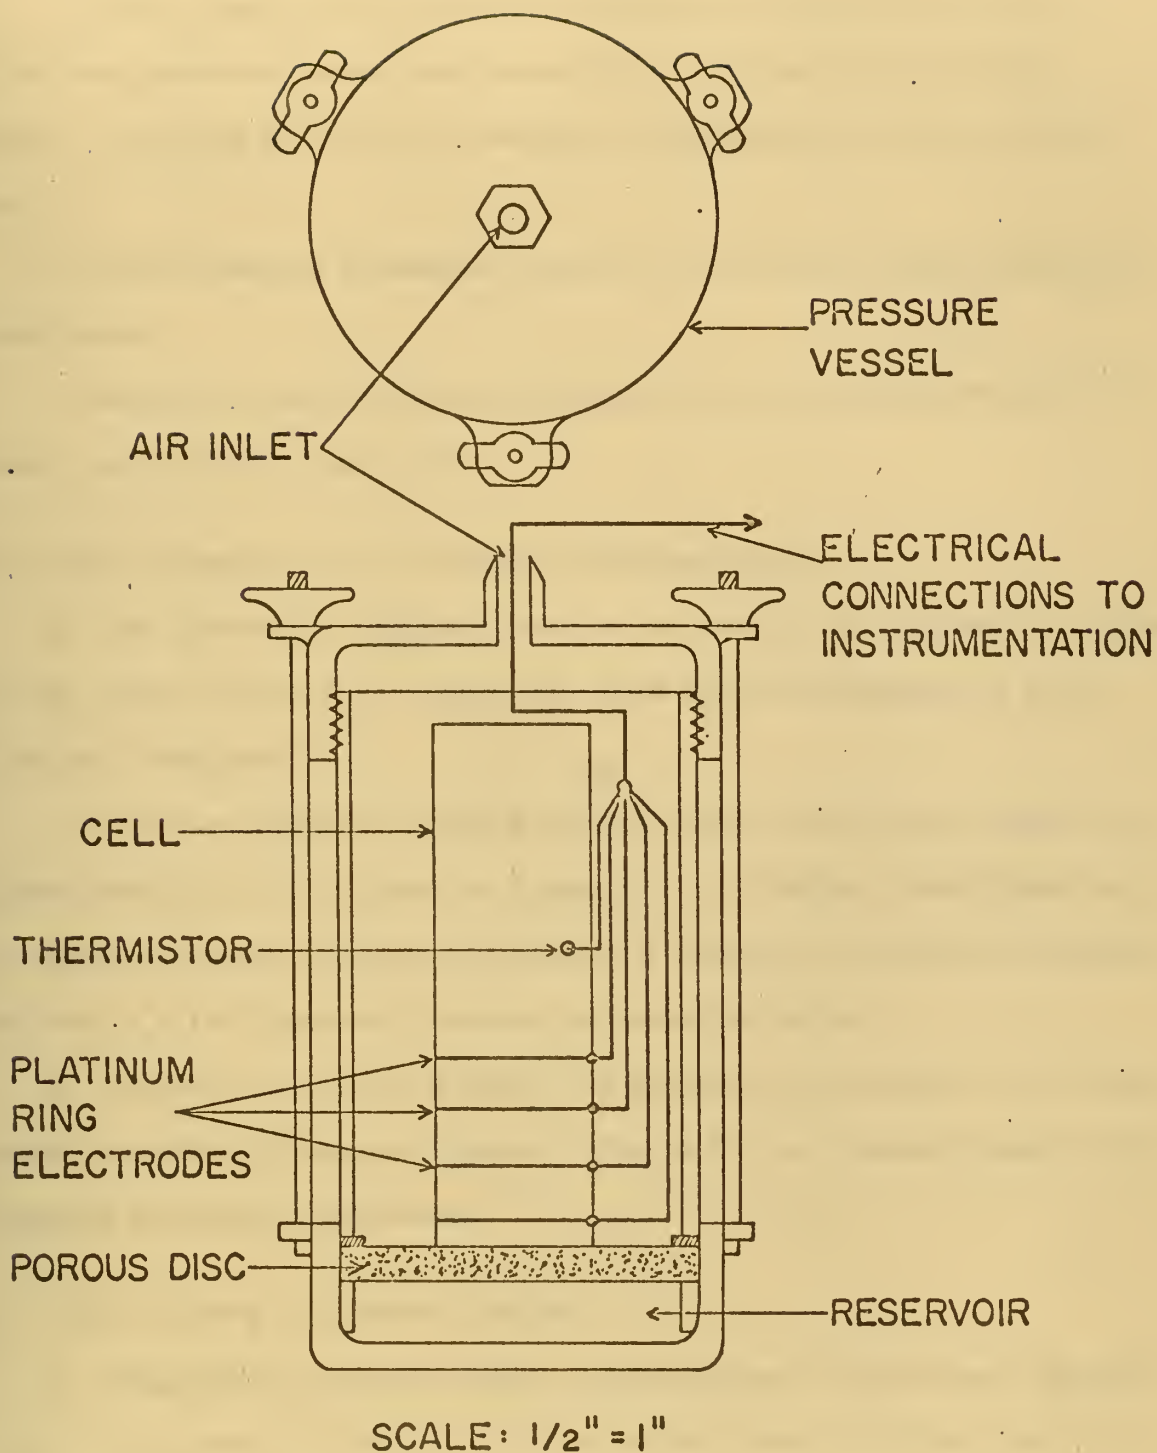 PRESSURE
VESSEL
AIR INLET
ELECTRICAL
CONNECTIONS TO
INSTRUMENTATION
CELL
THERMISTOR
PLATINUM
RING
ELECTRODES
POROUS DISC
RESERVOIR
SCALE: 1/2" = 1"